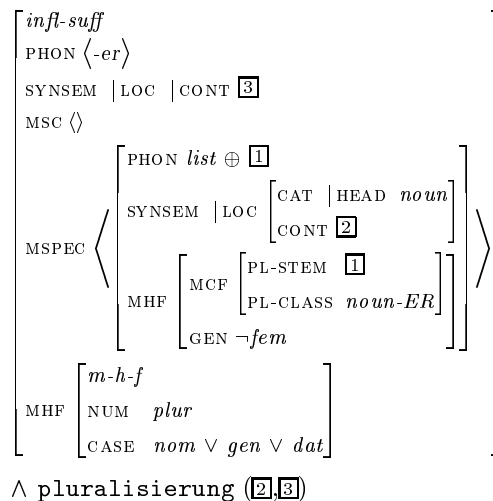 infl-suff
PHON ⟨-er⟩
SYNSEM |LOC |CONT 3
MSC ⟨⟩
MSPEC ⟨ PHON list ⊕ 1
SYNSEM |LOC CAT |HEAD noun
CONT 2
MHF MCF PL-STEM 1
PL-CLASS noun-ER
GEN ¬fem ⟩
MHF m-h-f
NUM plur
CASE nom ∨ gen ∨ dat
∧ pluralisierung (2,3)